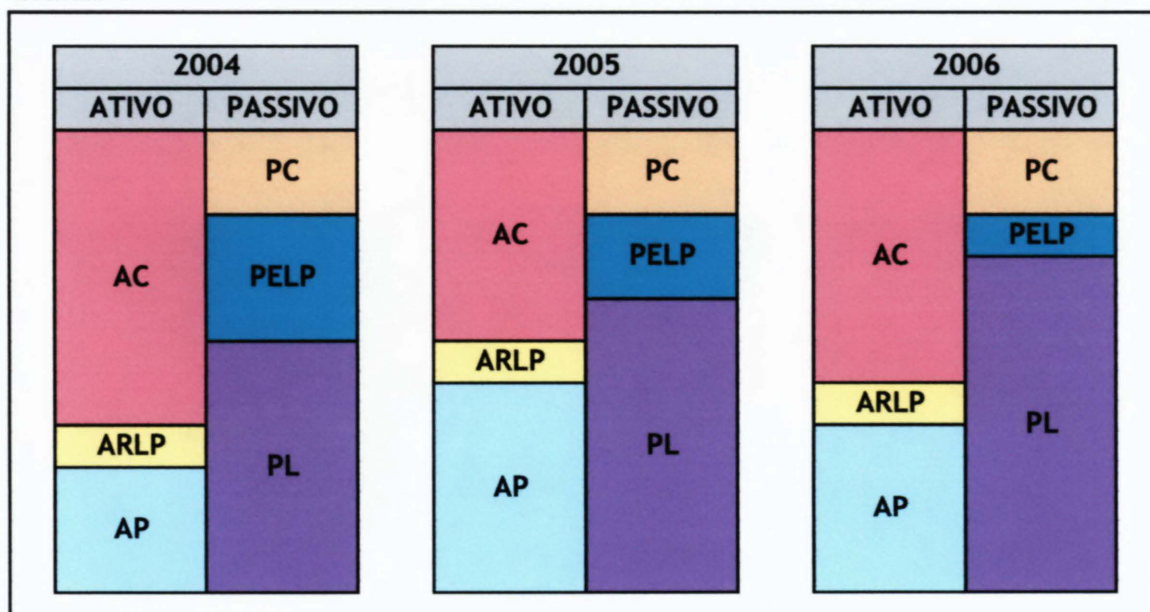 2004
ATIVO PASSIVO
AC
PC
PELP
ARLP
PL
AP
2005
ATIVO PASSIVO
AC
PC
PELP
ARLP
PL
AP
2006
ATIVO PASSIVO
AC
PC
PELP
ARLP
PL
AP